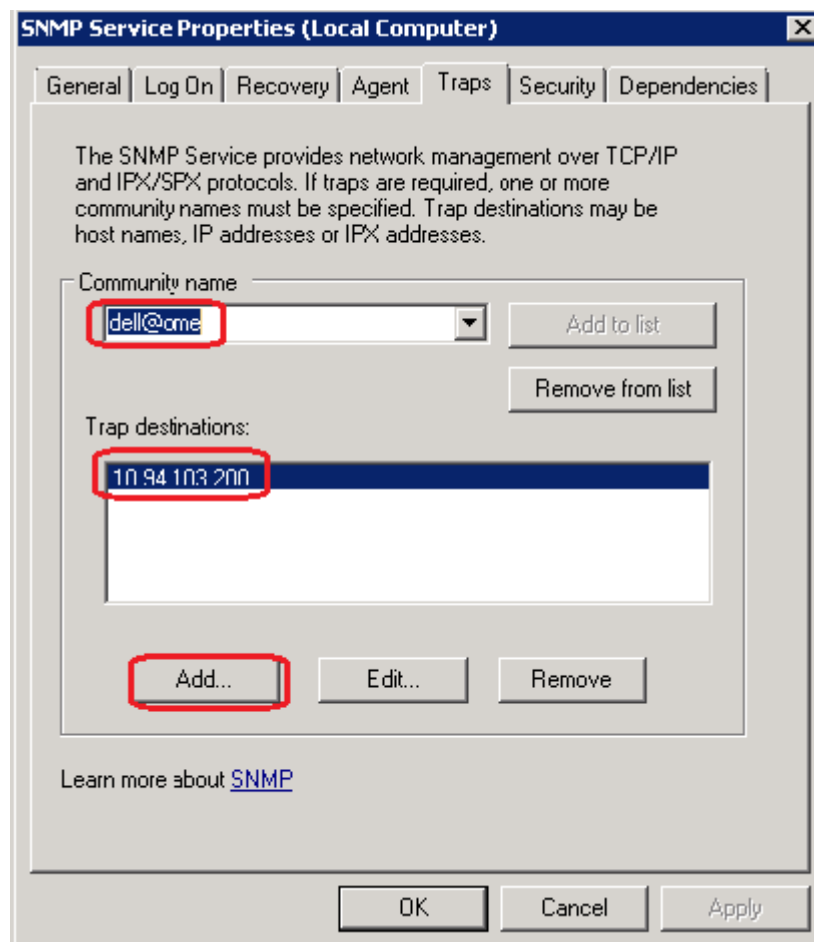 SNMP Service Properties (Local Computer)
General Log On Recovery Agent Traps Security Dependencies
The SNMP Service provides network management over TCP/IP
and IPX/SPX protocols. If traps are required, one or more
community names must be specified. Trap destinations may be
host names, IP addresses or IPX addresses.
Community name
dell@ome
Add to list
Remove from list
Trap destinations:
10.94.103.200
Add...
Edit...
Remove
Learn more about SNMP
OK
Cancel
Apply